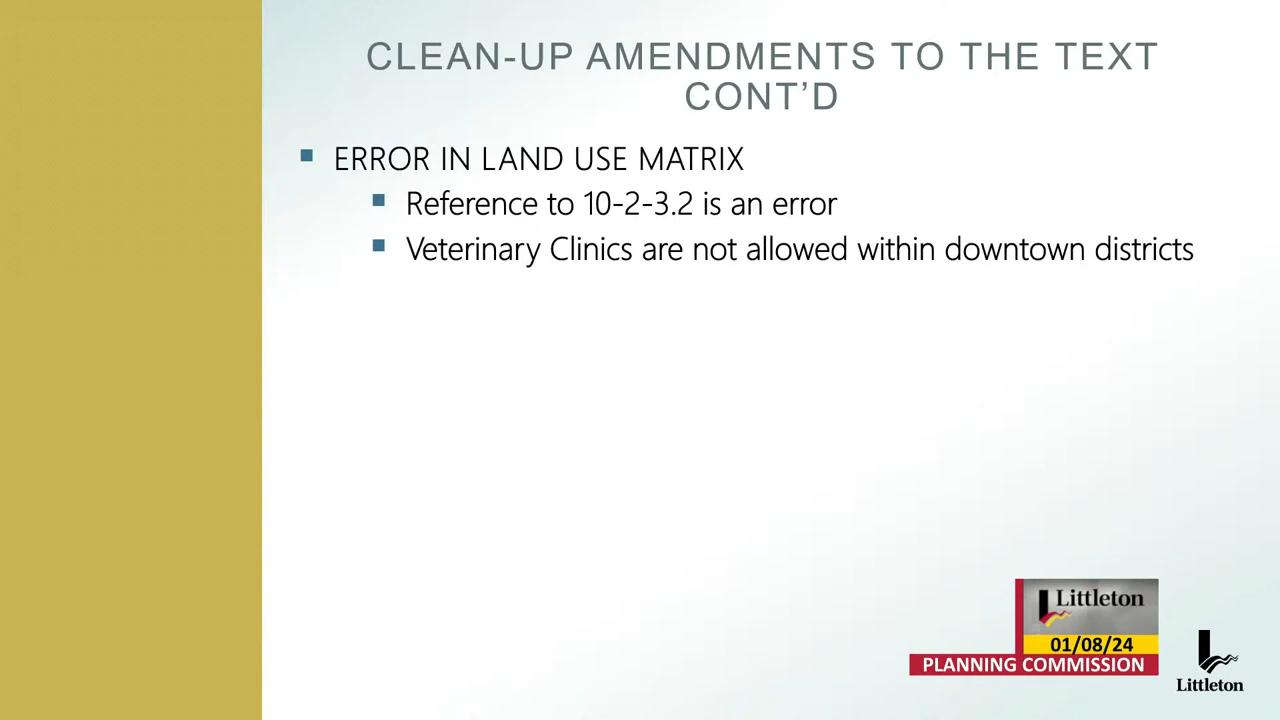 CLEAN-UP AMENDMENTS TO THE TEXT
CONT’D
ERROR IN LAND USE MATRIX
Reference to 10-2-3.2 is an error
Veterinary Clinics are not allowed within downtown districts
Littleton
01/08/24
PLANNING COMMISSION
Littleton